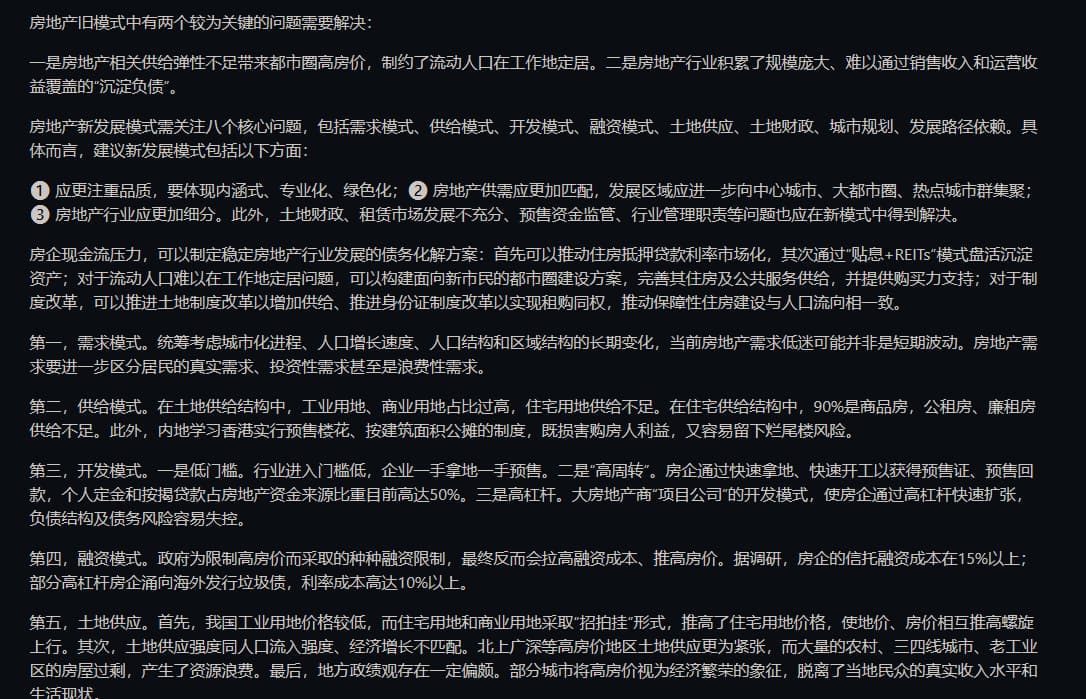 房地产旧模式中有两个较为关键的问题需要解决：
一是房地产相关供给弹性不足带来都市圈高房价，制约了流动人口在工作地定居。二是房地产行业积累了规模庞大、难以通过销售收入和运营收
益覆盖的“沉淀负债”。
房地产新发展模式需关注八个核心问题，包括需求模式、供给模式、开发模式、融资模式、土地供应、土地财政、城市规划、发展路径依赖。具
体而言，建议新发展模式包括以下方面：
❶ 应更注重品质，要体现内涵式、专业化、绿色化；❷ 房地产供需应更加匹配，发展区域应进一步向中心城市、大都市圈、热点城市群集聚；
❸ 房地产行业应更加细分。此外，土地财政、租赁市场发展不充分、预售资金监管、行业管理职责等问题也应在新模式中得到解决。
房企现金流压力，可以制定稳定房地产行业发展的债务化解方案：首先可以推动住房抵押贷款利率市场化，其次通过“贴息+REITs”模式盘活沉淀
资产；对于流动人口难以在工作地定居问题，可以构建面向新市民的都市圈建设方案，完善其住房及公共服务供给，并提供购买力支持；对于制
度改革，可以推进土地制度改革以增加供给、推进身份证制度改革以实现租购同权，推动保障性住房建设与人口流向相一致。
第一，需求模式。统筹考虑城市化进程、人口增长速度、人口结构和区域结构的长期变化，当前房地产需求低迷可能并非是短期波动。房地产需
求要进一步区分居民的真实需求、投资性需求甚至是浪费性需求。
第二，供给模式。在土地供给结构中，工业用地、商业用地占比过高，住宅用地供给不足。在住宅供给结构中，90%是商品房，公租房、廉租房
供给不足。此外，内地学习香港实行预售楼花、按建筑面积公摊的制度，既损害购房人利益，又容易留下烂尾楼风险。
第三，开发模式。一是低门槛。行业进入门槛低，企业一手拿地一手预售。二是“高周转”。房企通过快速拿地、快速开工以获得预售证、预售回
款，个人定金和按揭贷款占房地产资金来源比重目前高达50%。三是高杠杆。大房地产商“项目公司”的开发模式，使房企通过高杠杆快速扩张，
负债结构及债务风险容易失控。
第四，融资模式。政府为限制高房价而采取的种种融资限制，最终反而会拉高融资成本、推高房价。据调研，房企的信托融资成本在15%以上；
部分高杠杆房企涌向海外发行垃圾债，利率成本高达10%以上。
第五，土地供应。首先，我国工业用地价格较低，而住宅用地和商业用地采取“招拍挂”形式，推高了住宅用地价格，使地价、房价相互推高螺旋
上行。其次，土地供应强度同人口流入强度、经济增长不匹配。北上广深等高房价地区土地供应更为紧张，而大量的农村、三四线城市、老工业
区的房屋过剩，产生了资源浪费。最后，地方政绩观存在一定偏颇。部分城市将高房价视为经济繁荣的象征，脱离了当地民众的真实收入水平和
生活现状。